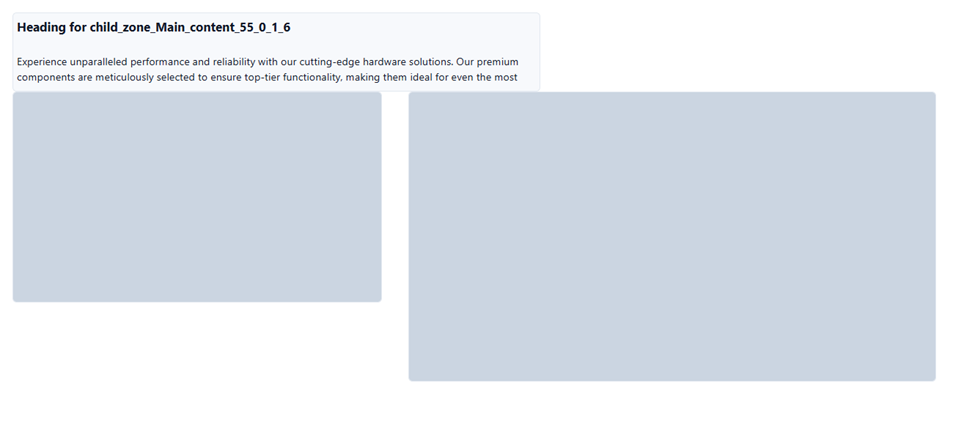 Heading for child_zone_Main_content_55_0_1_6
Experience unparalleled performance and reliability with our cutting-edge hardware solutions. Our premium
components are meticulously selected to ensure top-tier functionality, making them ideal for even the most